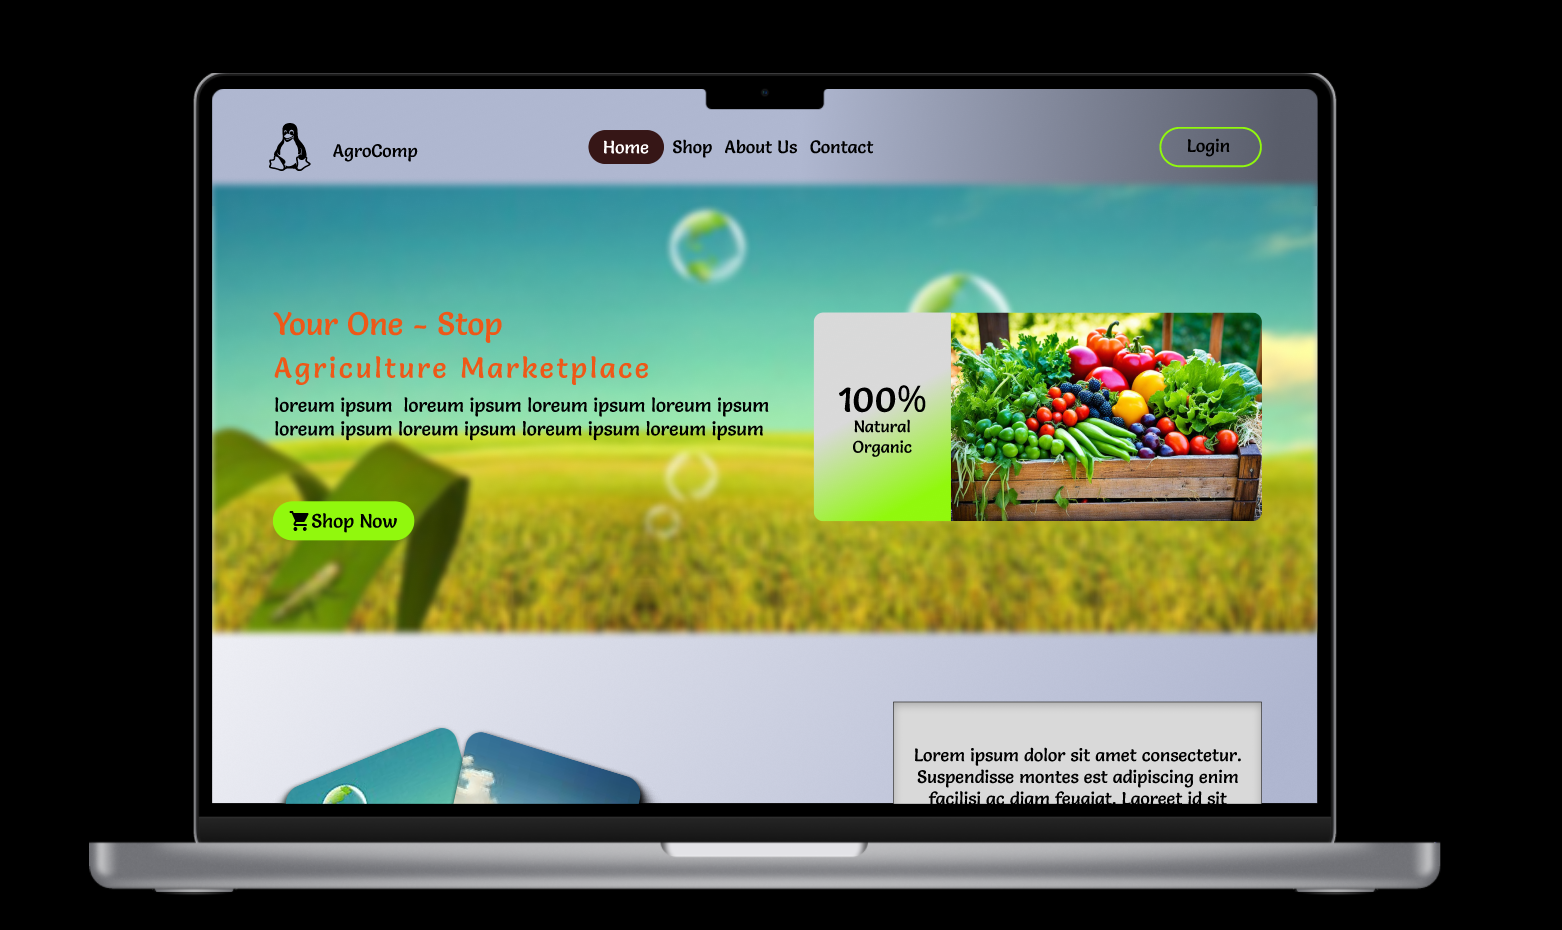 AgroComp
Home Shop About Us Contact
Login
Your One - Stop
Agriculture Marketplace
loreum ipsum loreum ipsum loreum ipsum loreum ipsum
loreum ipsum loreum ipsum loreum ipsum loreum ipsum
Shop Now
100%
Natural
Organic
Lorem ipsum dolor sit amet consectetur.
Suspendisse montes est adipiscing enim
facilisi ac diam feugiat. Laoreet id sit